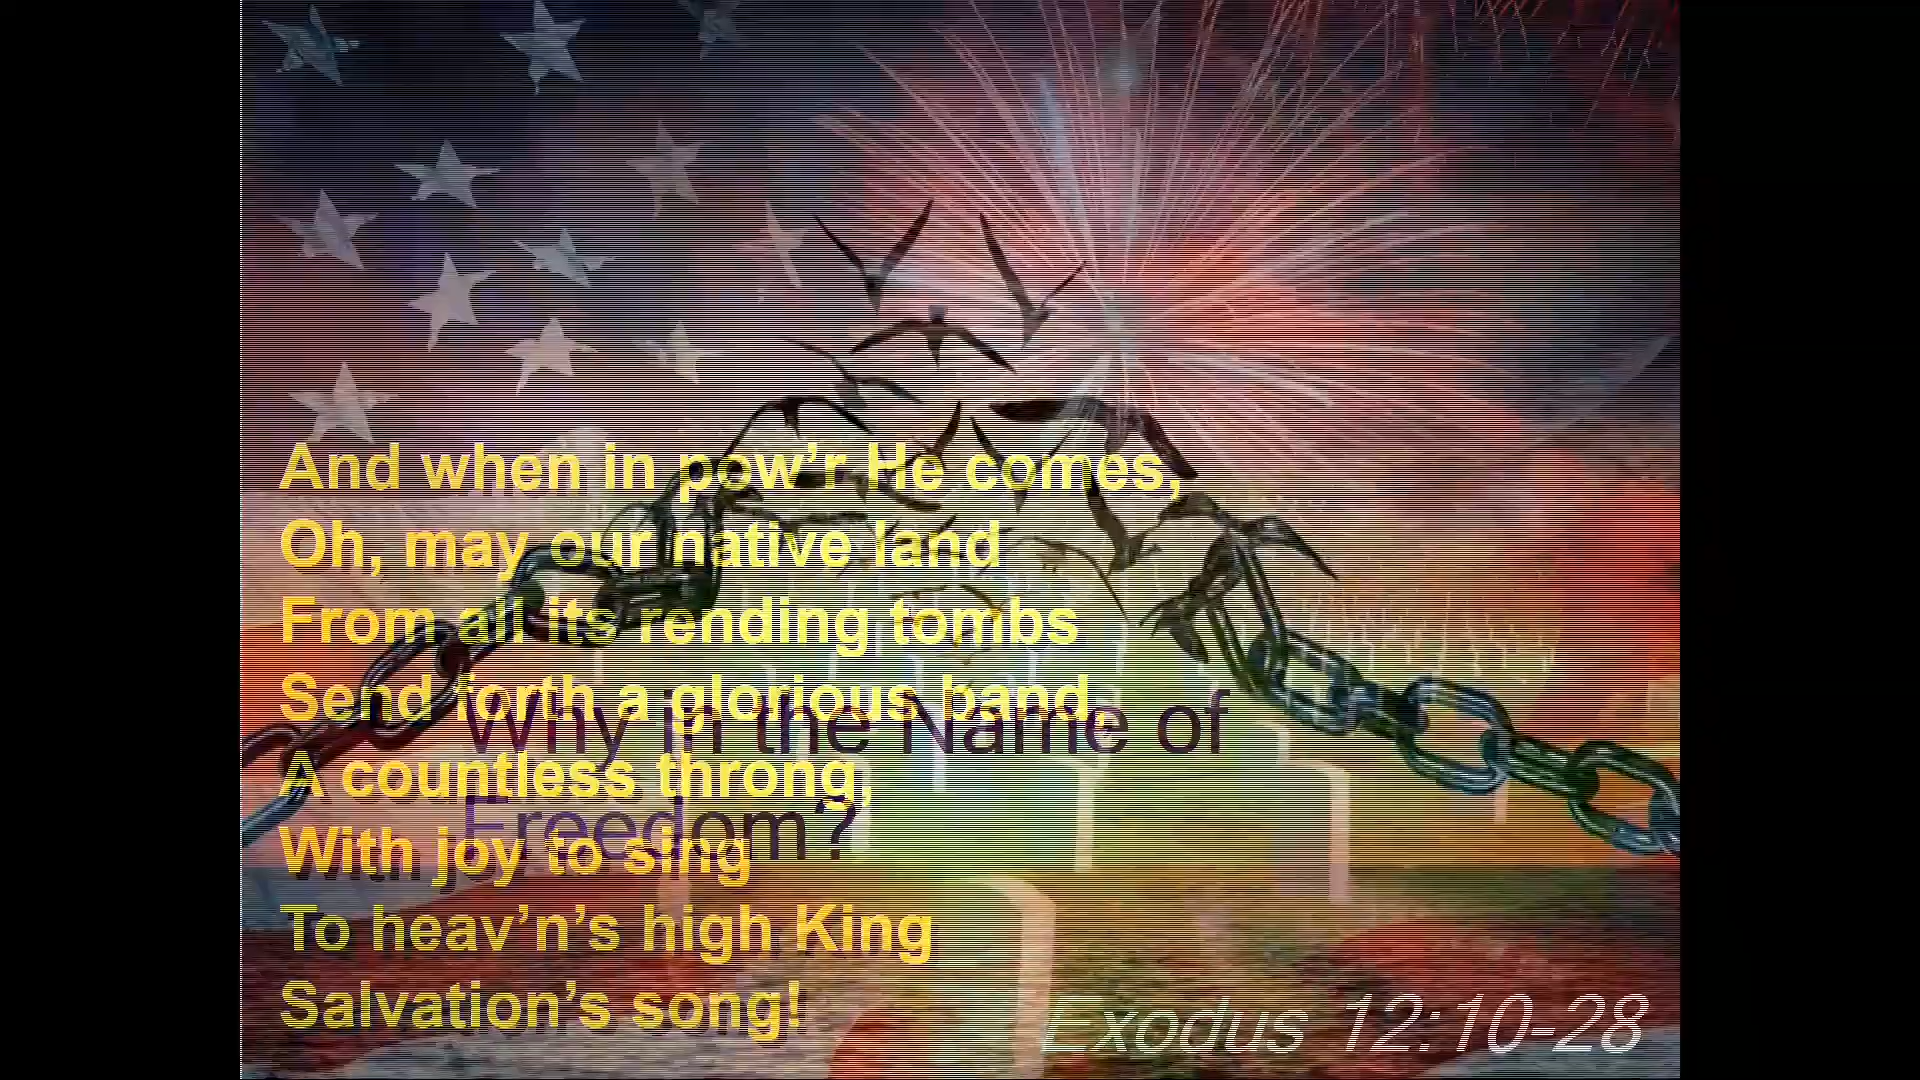 And when in pow’r He comes,
Oh, may our native land
From all its rending tombs
Send forth a glorious band,
A countless throng,
With joy to sing
To heav’n’s high King
Salvation’s song!
Why in the Name of
Freedom?
Exodus 12:10-28